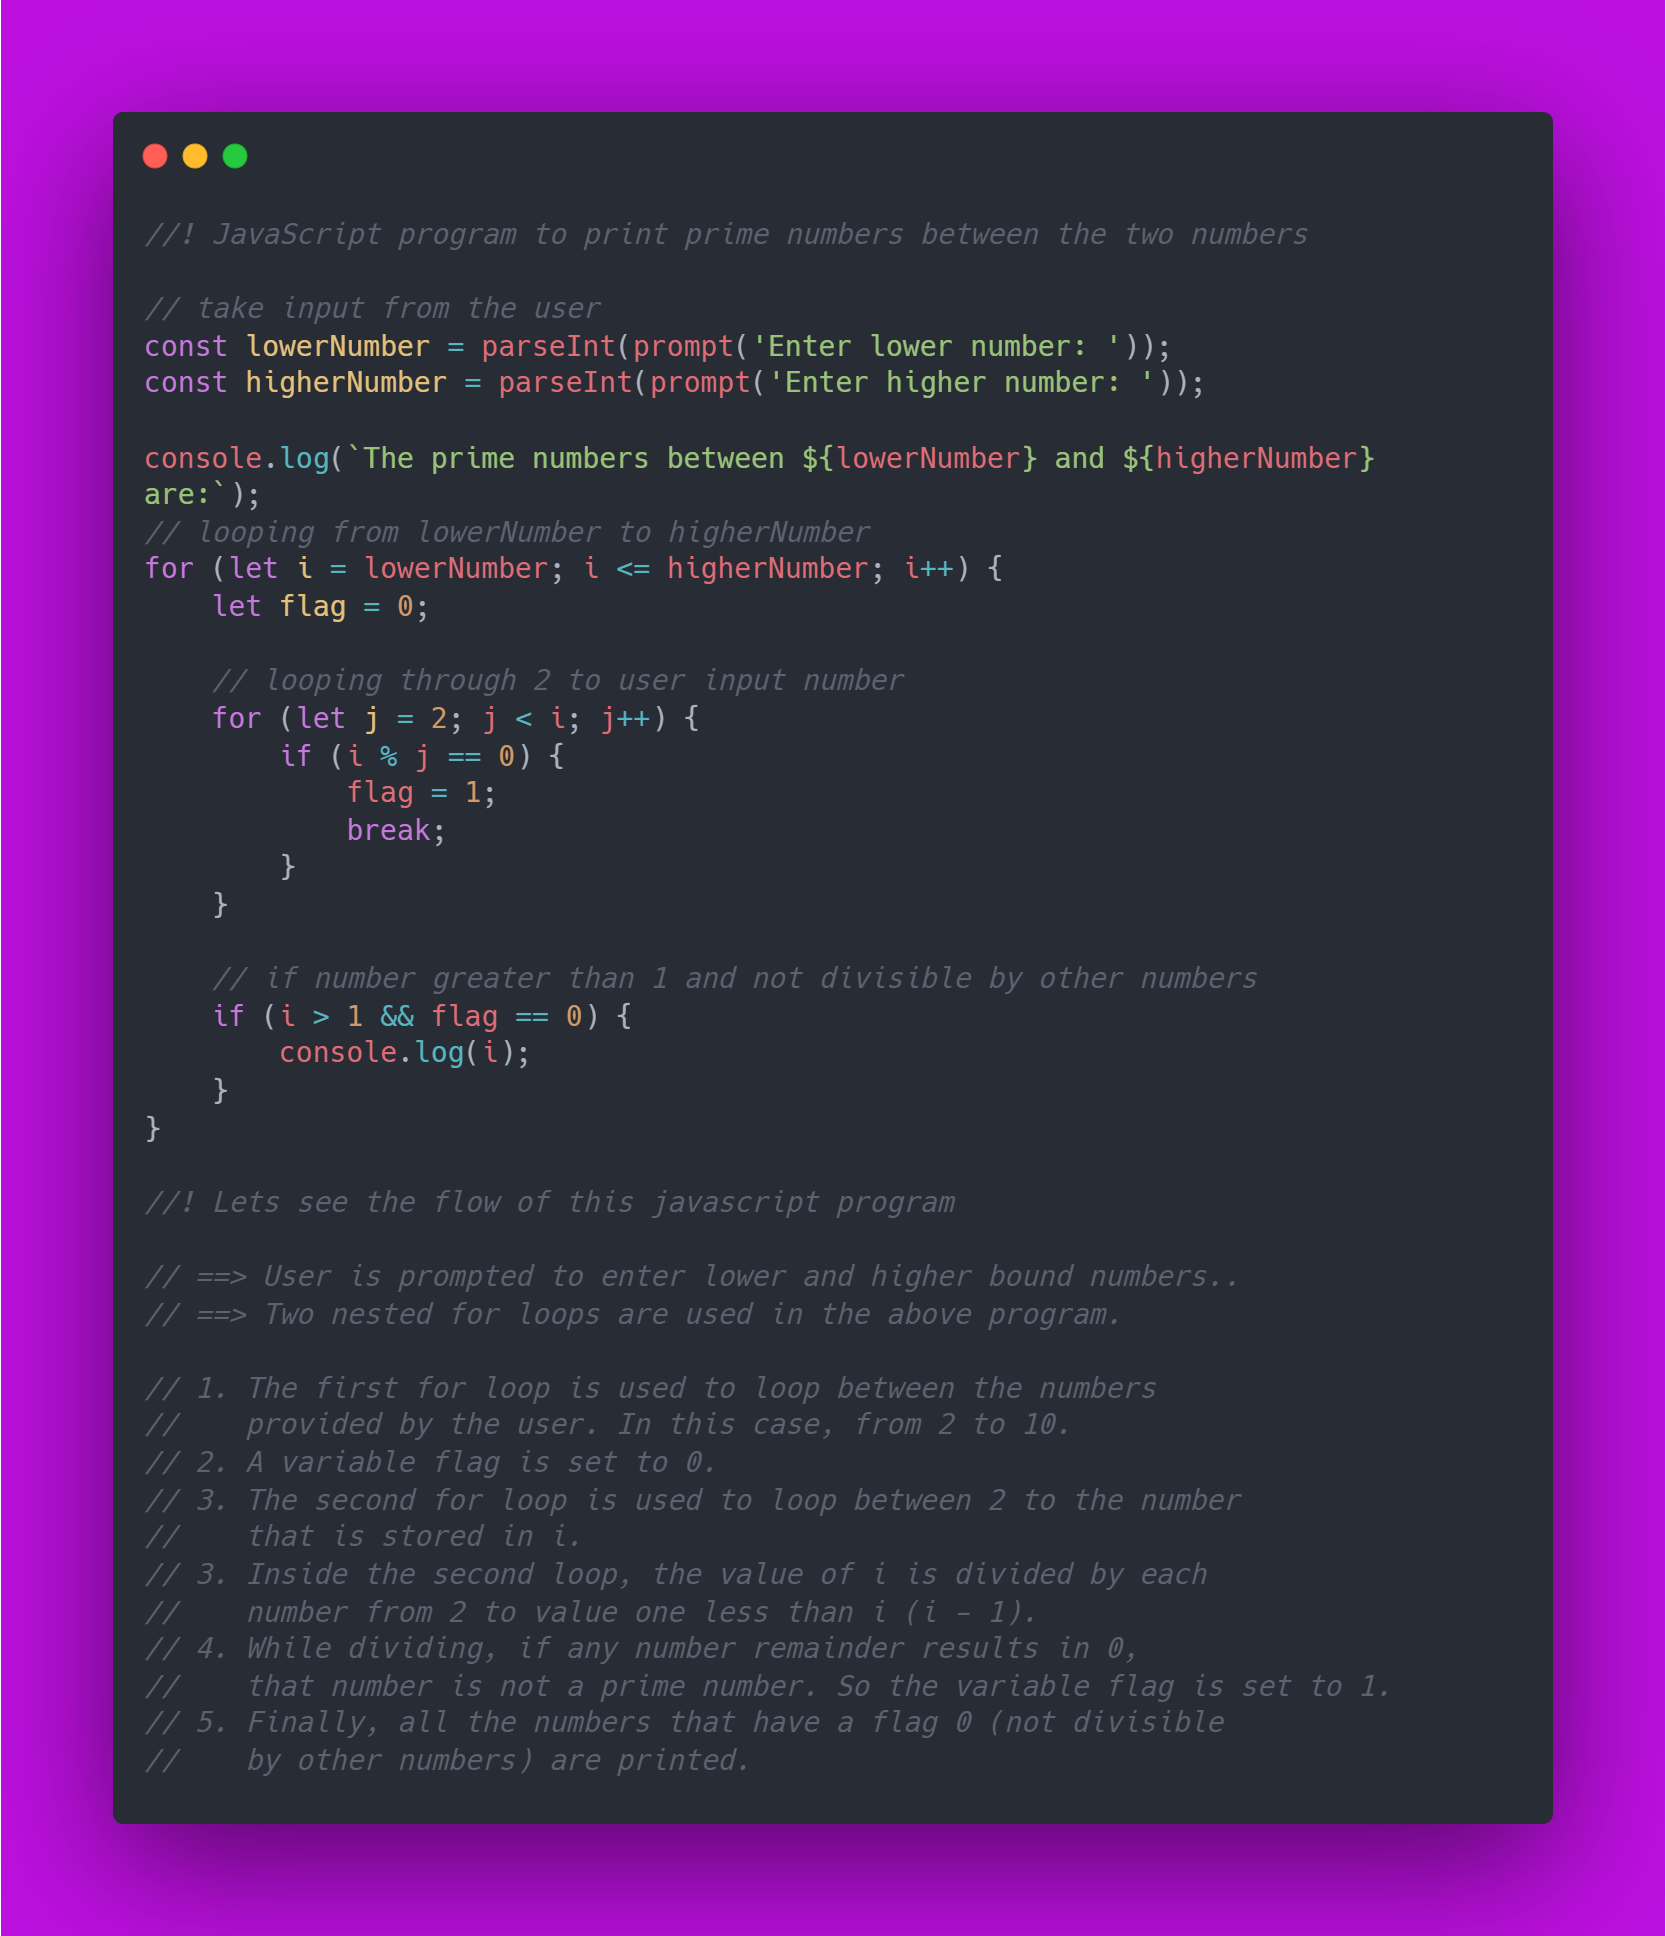 //! JavaScript program to print prime numbers between the two numbers

// take input from the user
const lowerNumber = parseInt(prompt('Enter lower number: '));
const higherNumber = parseInt(prompt('Enter higher number: '));

console.log(`The prime numbers between ${lowerNumber} and ${higherNumber}
are:`);
// looping from lowerNumber to higherNumber
for (let i = lowerNumber; i <= higherNumber; i++) {
    let flag = 0;

    // looping through 2 to user input number
    for (let j = 2; j < i; j++) {
        if (i % j == 0) {
            flag = 1;
            break;
        }
    }

    // if number greater than 1 and not divisible by other numbers
    if (i > 1 && flag == 0) {
        console.log(i);
    }
}

//! Lets see the flow of this javascript program

// ==> User is prompted to enter lower and higher bound numbers..
// ==> Two nested for loops are used in the above program.

// 1. The first for loop is used to loop between the numbers
//    provided by the user. In this case, from 2 to 10.
// 2. A variable flag is set to 0.
// 3. The second for loop is used to loop between 2 to the number
//    that is stored in i.
// 3. Inside the second loop, the value of i is divided by each
//    number from 2 to value one less than i (i – 1).
// 4. While dividing, if any number remainder results in 0,
//    that number is not a prime number. So the variable flag is set to 1.
// 5. Finally, all the numbers that have a flag 0 (not divisible
//    by other numbers) are printed.